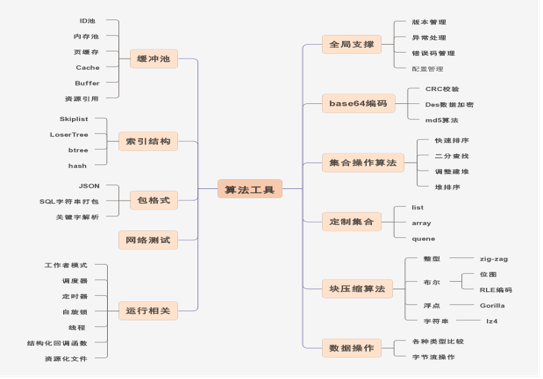 算法工具
缓冲池
ID池
内存池
页缓存
Cache
Buffer
资源引用
索引结构
Skiplist
LoserTree
btree
hash
包格式
JSON
SQL字符串打包
关键字解析
网络测试
运行相关
工作者模式
调度器
定时器
自旋锁
线程
结构化回调函数
资源化文件
全局支撑
版本管理
异常处理
错误码管理
配置管理
base64编码
CRC校验
Des数据加密
md5算法
集合操作算法
快速排序
二分查找
调整建堆
堆排序
定制集合
list
array
quene
块压缩算法
整型
zig-zag
布尔
位图
RLE编码
浮点
Gorilla
字符串
lz4
数据操作
各种类型比较
字节流操作